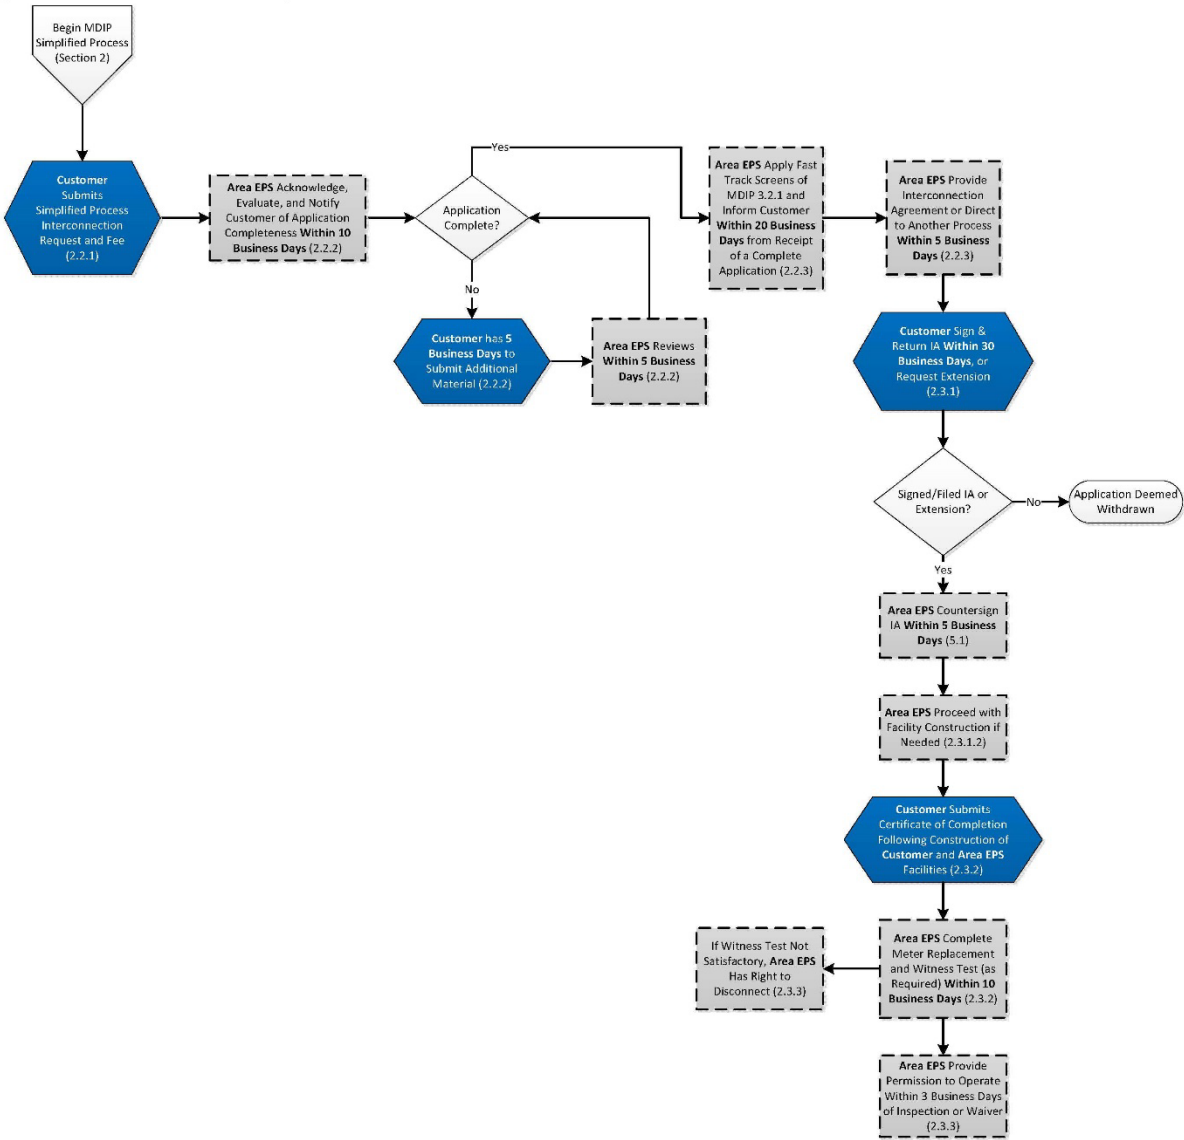 Begin MDIP
Simplified Process
(Section 2)
Customer
Submits
Simplified Process
Interconnection
Request and Fee
(2.2.1)
Area EPS Acknowledge,
Evaluate, and Notify
Customer of Application
Completeness Within 10
Business Days (2.2.2)
Application
Complete?
Yes
No
Customer has 5
Business Days to
Submit Additional
Material (2.2.2)
Area EPS Reviews
Within 5 Business
Days (2.2.2)
Area EPS Apply Fast
Track Screens of
MDIP 3.2.1 and
Inform Customer
Within 20 Business
Days from Receipt
of a Complete
Application (2.2.3)
Area EPS Provide
Interconnection
Agreement or Direct
to Another Process
Within 5 Business
Days (2.2.3)
Customer Sign &
Return IA Within 30
Business Days, or
Request Extension
(2.3.1)
Signed/Filed IA or
Extension?
No
Application Deemed
Withdrawn
Yes
Area EPS Countersign
IA Within 5 Business
Days (5.1)
Area EPS Proceed with
Facility Construction if
Needed (2.3.1.2)
Customer Submits
Certificate of Completion
Following Construction of
Customer and Area EPS
Facilities (2.3.2)
Area EPS Complete
Meter Replacement
and Witness Test (as
Required) Within 10
Business Days (2.3.2)
If Witness Test Not
Satisfactory, Area EPS
Has Right to
Disconnect (2.3.3)
Area EPS Provide
Permission to Operate
Within 3 Business Days
of Inspection or Waiver
(2.3.3)